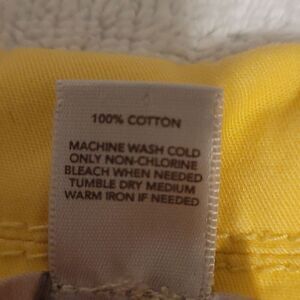 100% COTTON
MACHINE WASH COLD
ONLY NON-CHLORINE
BLEACH WHEN NEEDED
TUMBLE DRY MEDIUM
WARM IRON IF NEEDED